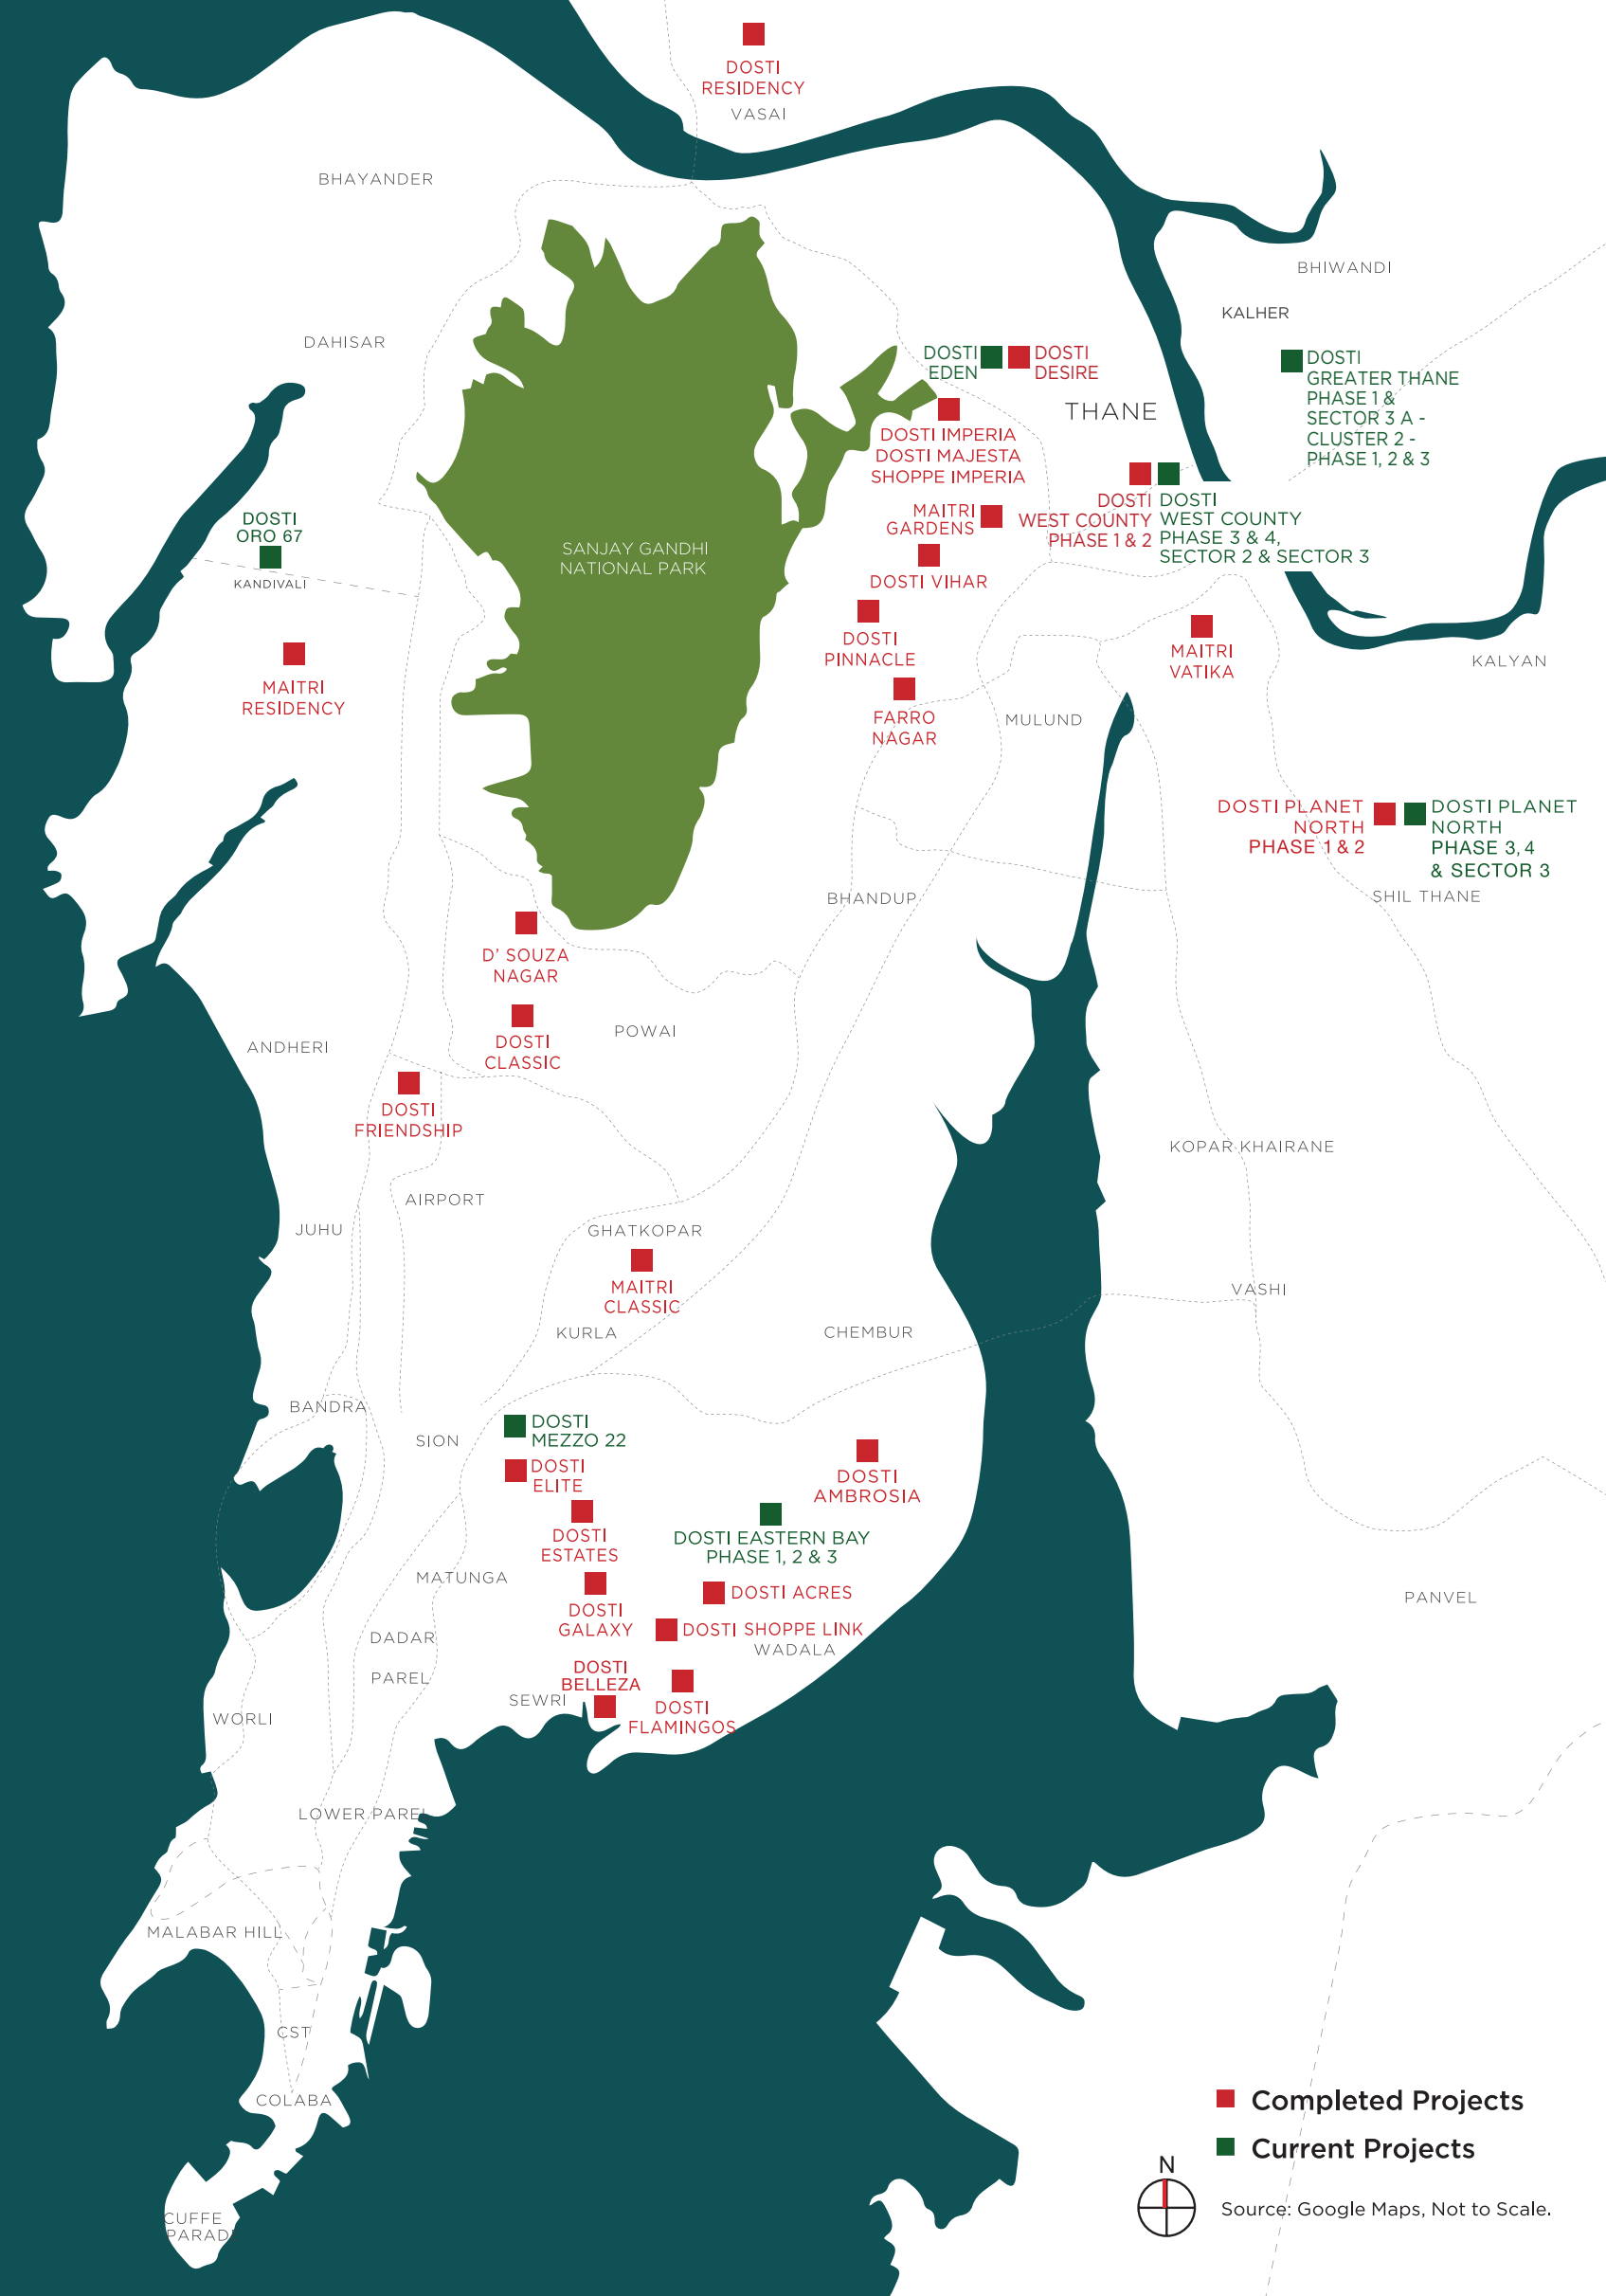 DOSTI
RESIDENCY
VASAI
BHAYANDER
BHIWANDI
KALHER
DAHISAR
DOSTI
EDEN
DOSTI
DESIRE
DOSTI
GREATER THANE
PHASE 1 &
SECTOR 3 A -
CLUSTER 2 -
PHASE 1, 2 & 3
THANE
DOSTI IMPERIA
DOSTI MAJESTA
SHOPPE IMPERIA
DOSTI
WEST COUNTY
PHASE 1 & 2
DOSTI
WEST COUNTY
PHASE 3 & 4,
SECTOR 2 & SECTOR 3
MAITRI
GARDENS
DOSTI
ORO 67
KANDIVALI
SANJAY GANDHI
NATIONAL PARK
DOSTI VIHAR
DOSTI
PINNACLE
MAITRI
VATIKA
KALYAN
MAITRI
RESIDENCY
FARRO
NAGAR
MULUND
DOSTI PLANET
NORTH
PHASE 1 & 2
DOSTI PLANET
NORTH
PHASE 3, 4
& SECTOR 3
SHIL THANE
BHANDUP
D' SOUZA
NAGAR
DOSTI
CLASSIC
POWAI
ANDHERI
DOSTI
FRIENDSHIP
KOPAR KHAIRANE
AIRPORT
JUHU
GHATKOPAR
MAITRI
CLASSIC
VASHI
KURLA
CHEMBUR
BANDRA
SION
DOSTI
MEZZO 22
DOSTI
ELITE
DOSTI
AMBROSIA
DOSTI
ESTATES
DOSTI EASTERN BAY
PHASE 1, 2 & 3
MATUNGA
DOSTI ACRES
PANVEL
DOSTI
GALAXY
DOSTI SHOPPE LINK
WADALA
DADAR
PAREL
DOSTI
BELLEZA
SEWRI
DOSTI
FLAMINGOS
WORLI
LOWER PAREL
MALABAR HILL
CST
COLABA
CUFFE
PARAD
Completed Projects
Current Projects
N
Source: Google Maps, Not to Scale.